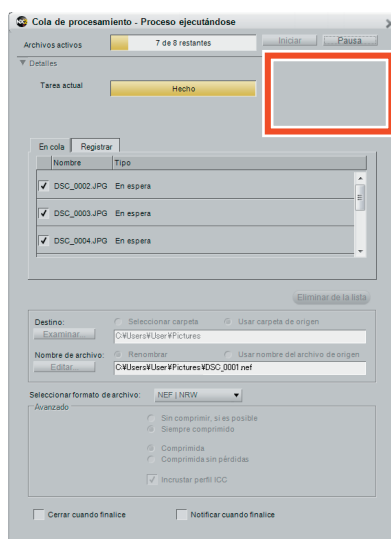 NX2 Cola de procesamiento - Proceso ejecutándose
Archivos activos 7 de 8 restantes Iniciar Pausa
Detalles
Tarea actual Hecho
En cola Registrar
Nombre Tipo
DSC_0002.JPG En espera
DSC_0003.JPG En espera
DSC_0004.JPG En espera
Eliminar de la lista
Destino: Seleccionar carpeta Usar carpeta de origen
Examinar... C:¥Users¥User¥Pictures
Nombre de archivo: Renombrar Usar nombre del archivo de origen
Editar... C:¥Users¥User¥Pictures¥DSC_0001.nef
Seleccionar formato de archivo: NEF | NRW
Avanzado
Sin comprimir, si es posible
Siempre comprimido
Comprimida
Comprimida sin pérdidas
Incrustar perfil ICC
Cerrar cuando finalice Notificar cuando finalice